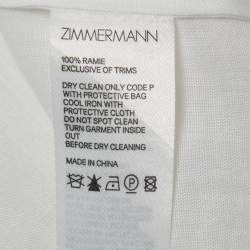 ZIMMERMANN
100% RAMIE
EXCLUSIVE OF TRIMS
DRY CLEAN ONLY CODE P
WITH PROTECTIVE BAG
COOL IRON WITH
PROTECTIVE CLOTH
DO NOT SPOT CLEAN
TURN GARMENT INSIDE
OUT
BEFORE DRY CLEANING
MADE IN CHINA